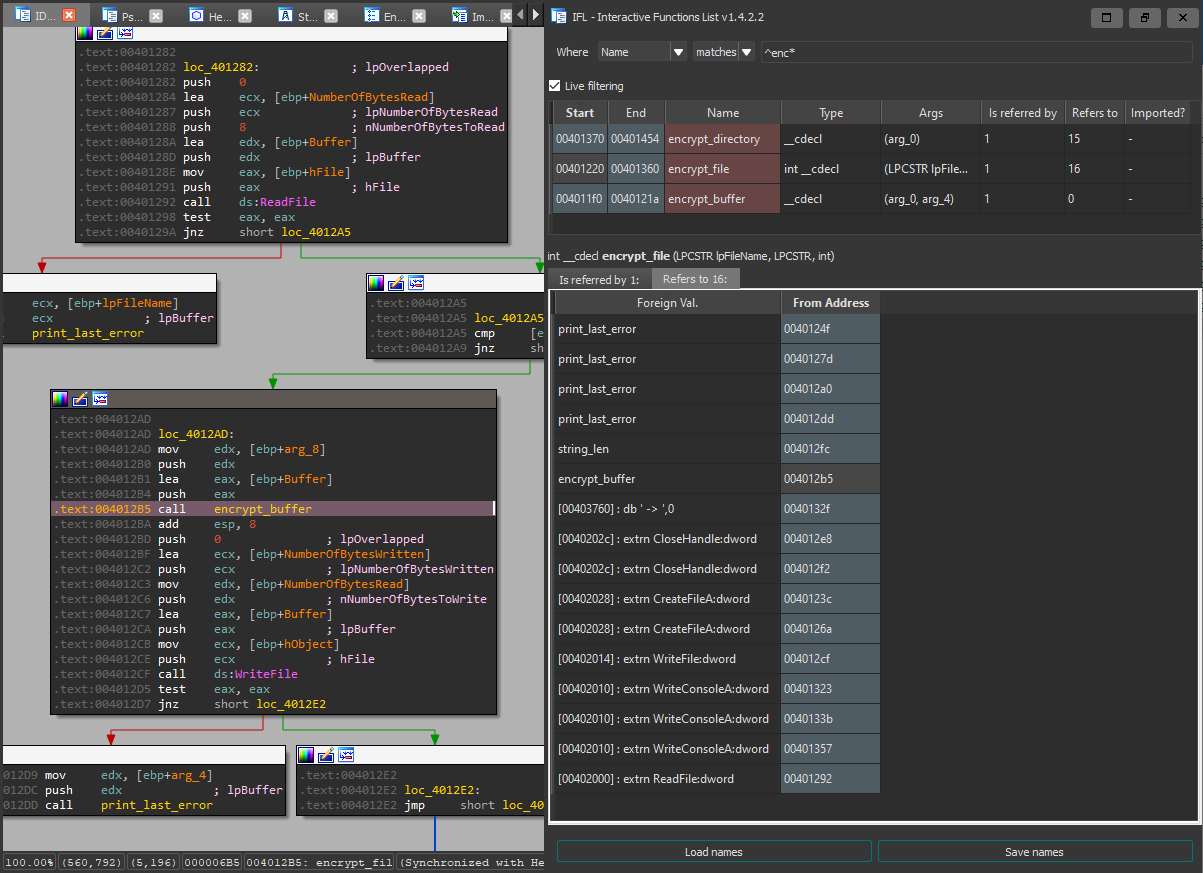 ID... Ps... He... St... En... Im...
.text:00401282
.text:00401282 loc_401282: ; lpOverlapped
.text:00401282 push 0
.text:00401284 lea ecx, [ebp+NumberOfBytesRead]
.text:00401287 push ecx ; lpNumberOfBytesRead
.text:00401288 push 8 ; nNumberOfBytesToRead
.text:0040128A lea edx, [ebp+Buffer]
.text:0040128D push edx ; lpBuffer
.text:0040128E mov eax, [ebp+hFile]
.text:00401291 push eax ; hFile
.text:00401292 call ds:ReadFile
.text:00401298 test eax, eax
.text:0040129A jnz short loc_4012A5
ecx, [ebp+lpFileName]
ecx ; lpBuffer
print_last_error
.text:004012A5
.text:004012A5 loc_4012A5
.text:004012A5 cmp [e
.text:004012A9 jnz sh
.text:004012AD
.text:004012AD loc_4012AD:
.text:004012AD mov edx, [ebp+arg_8]
.text:004012B0 push edx
.text:004012B1 lea eax, [ebp+Buffer]
.text:004012B4 push eax
.text:004012B5 call encrypt_buffer
.text:004012BA add esp, 8
.text:004012BD push 0 ; lpOverlapped
.text:004012BF lea ecx, [ebp+NumberOfBytesWritten]
.text:004012C2 push ecx ; lpNumberOfBytesWritten
.text:004012C3 mov edx, [ebp+NumberOfBytesRead]
.text:004012C6 push edx ; nNumberOfBytesToWrite
.text:004012C7 lea eax, [ebp+Buffer]
.text:004012CA push eax ; lpBuffer
.text:004012CB mov ecx, [ebp+hObject]
.text:004012CE push ecx ; hFile
.text:004012CF call ds:WriteFile
.text:004012D5 test eax, eax
.text:004012D7 jnz short loc_4012E2
012D9 mov edx, [ebp+arg_4]
012DC push edx ; lpBuffer
012DD call print_last_error
.text:004012E2
.text:004012E2 loc_4012E2:
.text:004012E2 jmp short loc_40
100.00% (560,792) (5,196) 000006B5 004012B5: encrypt_fil (Synchronized with He
IFL - Interactive Functions List v1.4.2.2
Where Name matches ^enc*
Live filtering
Start End Name Type Args Is referred by Refers to Imported?
00401370 00401454 encrypt_directory __cdecl (arg_0) 1 15 -
00401220 00401360 encrypt_file int __cdecl (LPCSTR lpFile... 1 16 -
004011f0 0040121a encrypt_buffer __cdecl (arg_0, arg_4) 1 0 -
int __cdecl encrypt_file (LPCSTR lpFileName, LPCSTR, int)
Is referred by 1: Refers to 16:
Foreign Val. From Address
print_last_error 0040124f
print_last_error 0040127d
print_last_error 004012a0
print_last_error 004012dd
string_len 004012fc
encrypt_buffer 004012b5
[00403760] : db ' -> ',0 0040132f
[0040202c] : extrn CloseHandle:dword 004012e8
[0040202c] : extrn CloseHandle:dword 004012f2
[00402028] : extrn CreateFileA:dword 0040123c
[00402028] : extrn CreateFileA:dword 0040126a
[00402014] : extrn WriteFile:dword 004012cf
[00402010] : extrn WriteConsoleA:dword 00401323
[00402010] : extrn WriteConsoleA:dword 0040133b
[00402010] : extrn WriteConsoleA:dword 00401357
[00402000] : extrn ReadFile:dword 00401292
Load names Save names